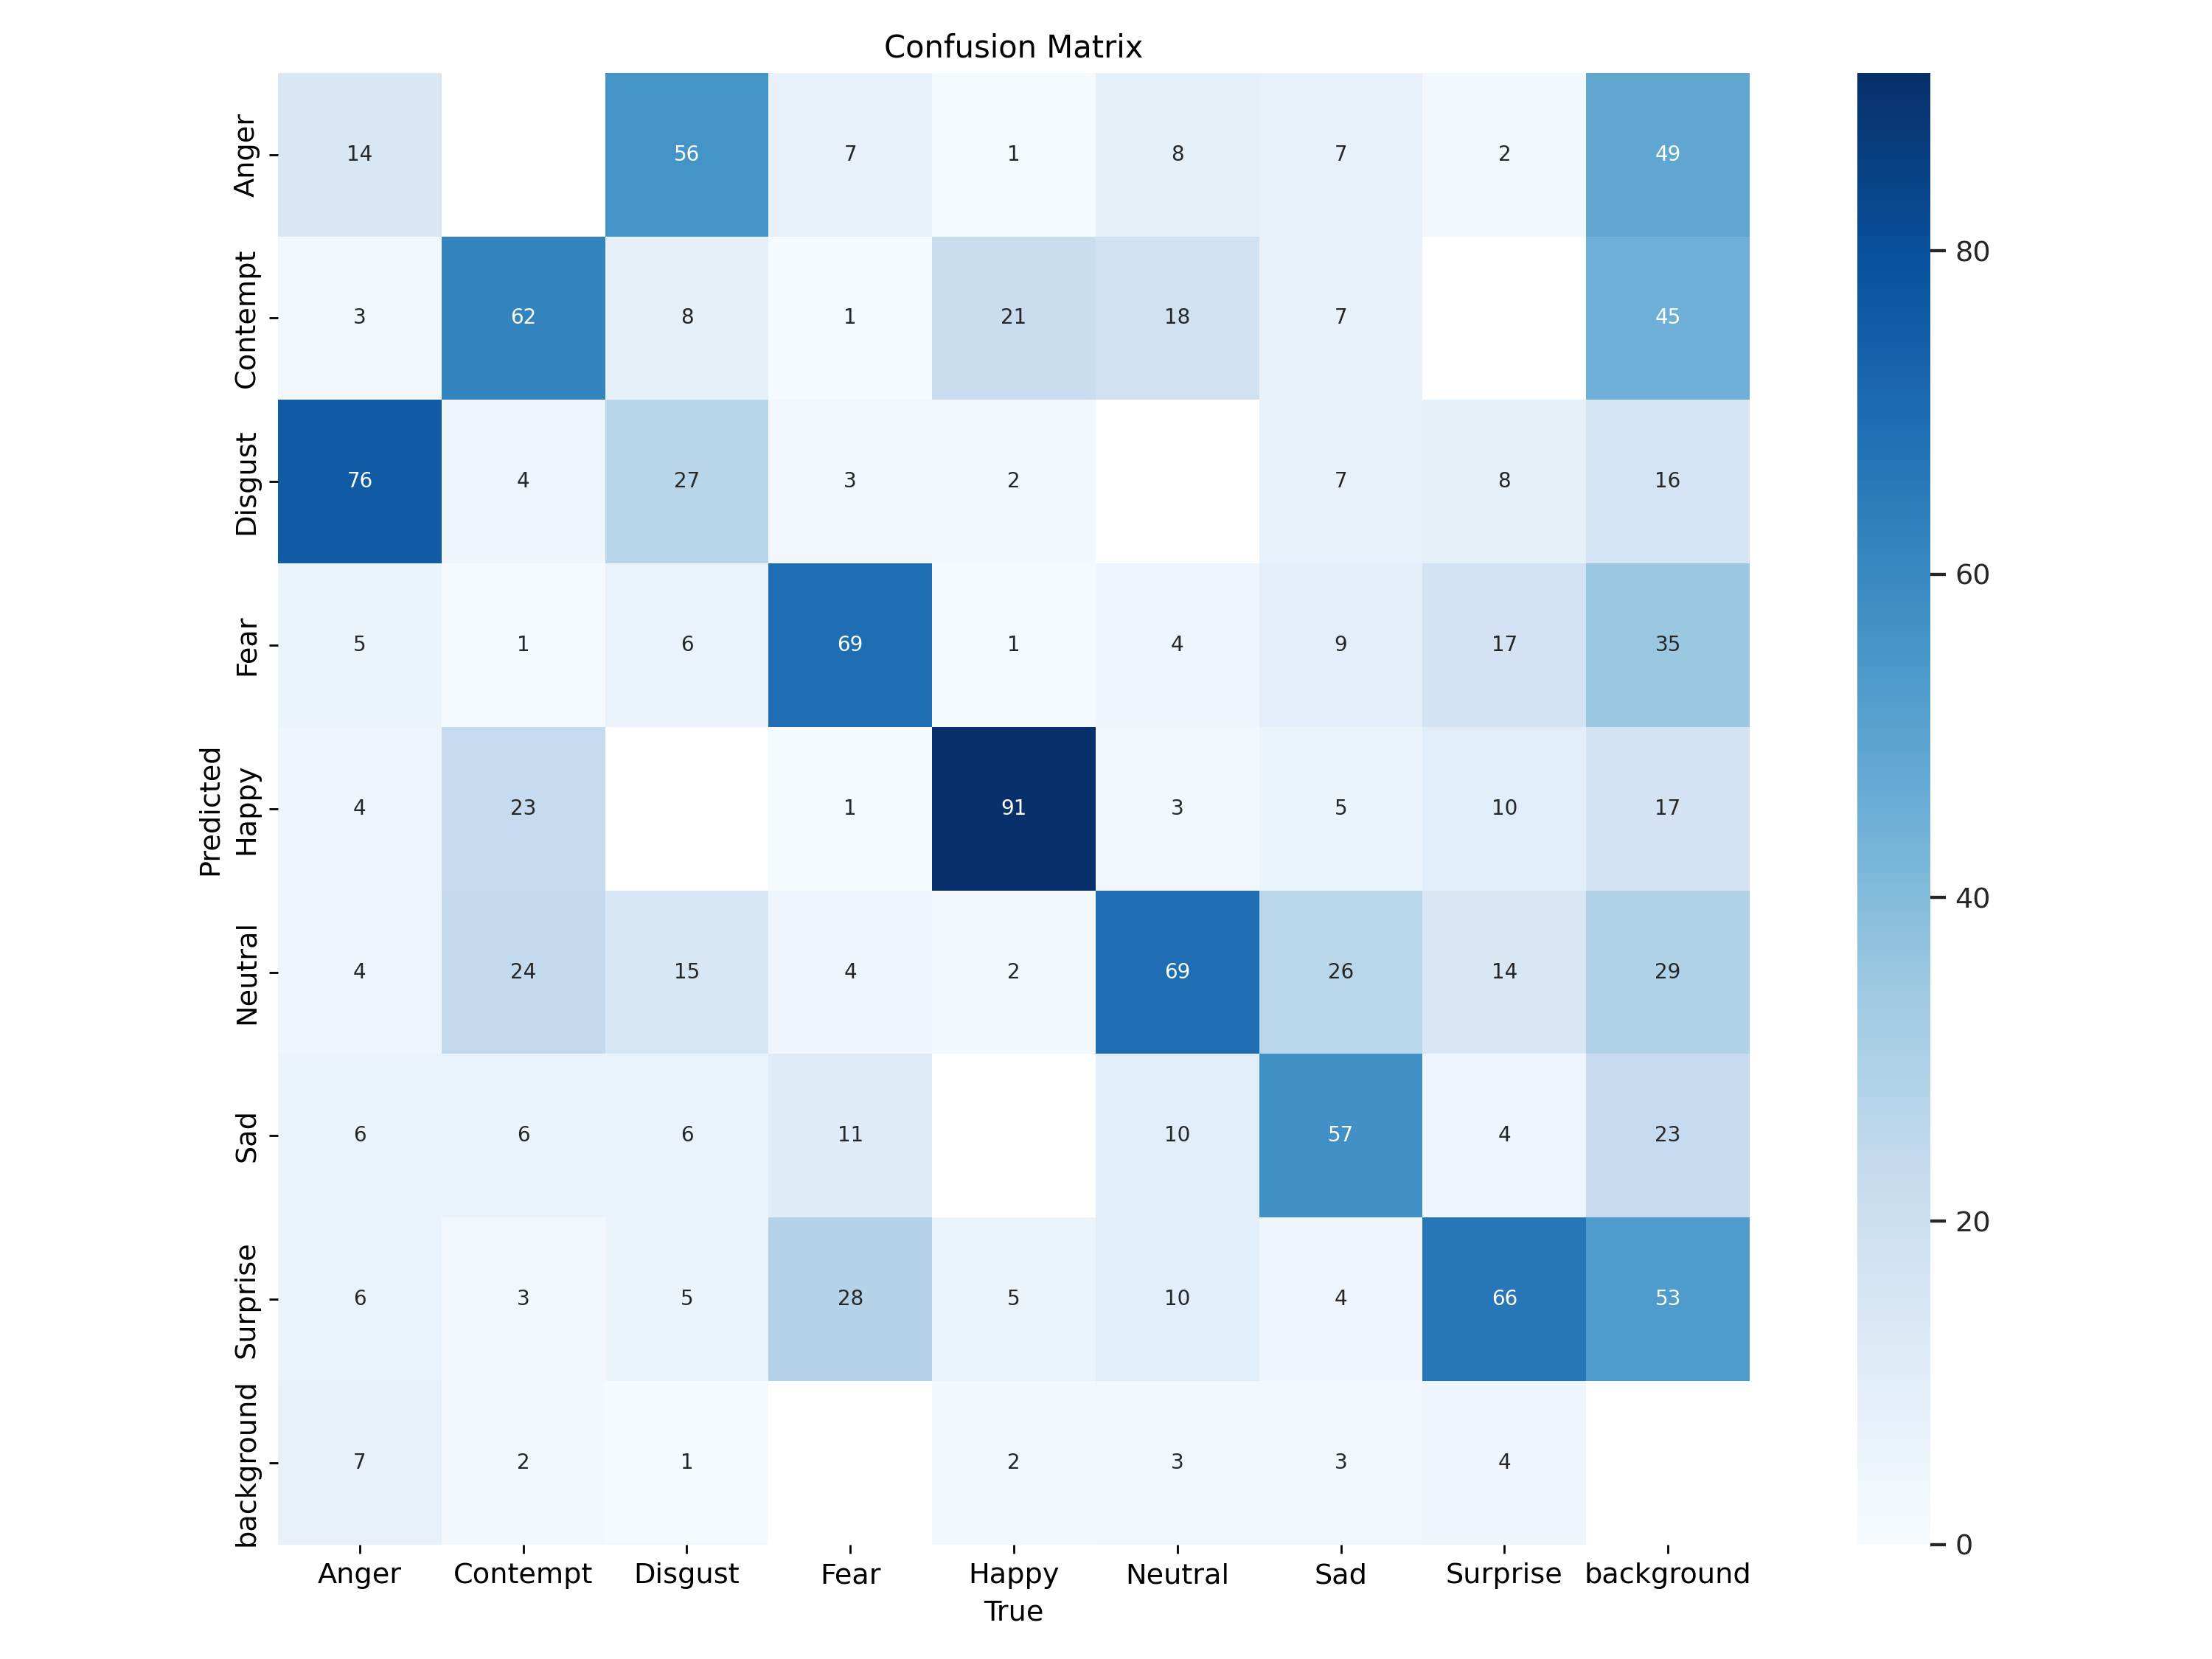 Confusion Matrix
Anger 14 56 7 1 8 7 2 49
Contempt 3 62 8 1 21 18 7 45
80
Disgust 76 4 27 3 2 7 8 16
60
Fear 5 1 6 69 1 4 9 17 35
Predicted
Happy 4 23 1 91 3 5 10 17
40
Neutral 4 24 15 4 2 69 26 14 29
Sad 6 6 6 11 10 57 4 23
20
Surprise 6 3 5 28 5 10 4 66 53
background 7 2 1 2 3 3 4
0
Anger Contempt Disgust Fear Happy Neutral Sad Surprise background
True